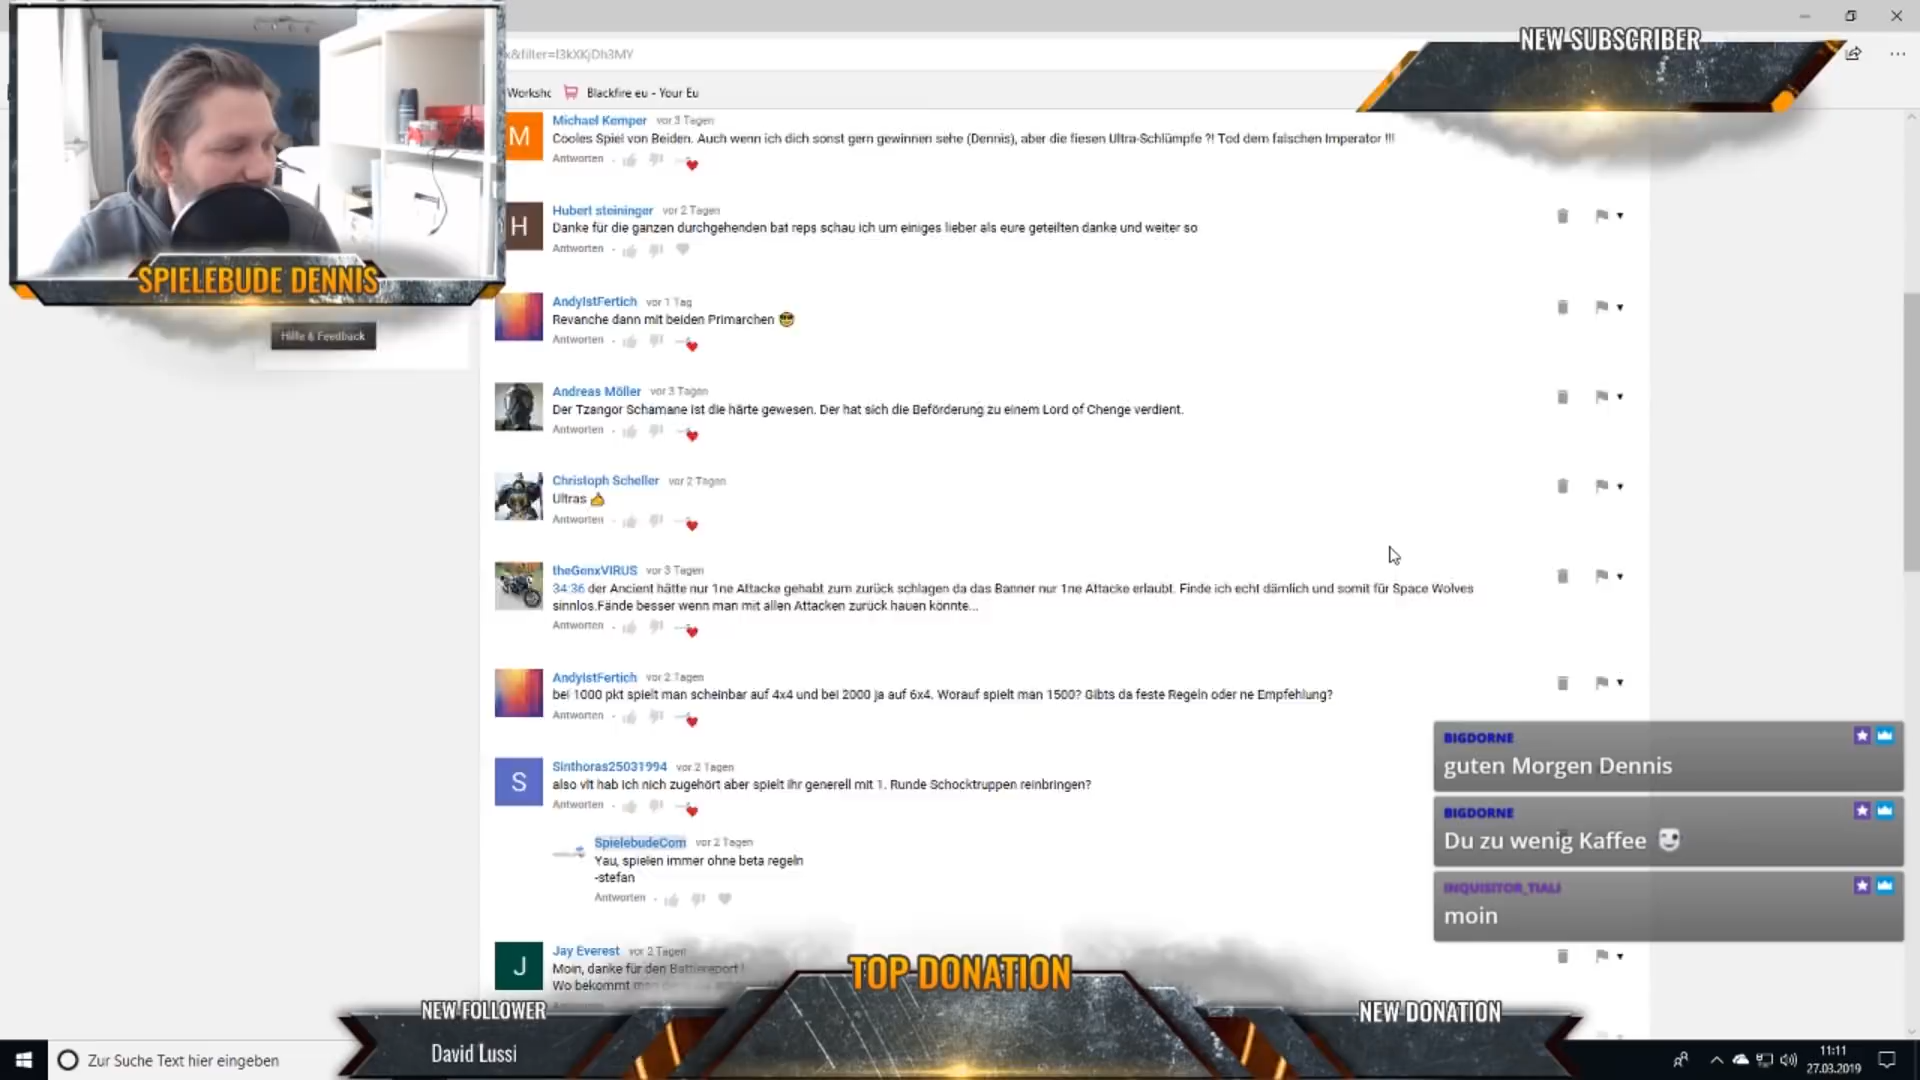 x&filter=l3kXKjDh3MY
NEW SUBSCRIBER
Worksho
Blackfire eu - Your Eu
SPIELEBUDE DENNIS
Hilfe & Feedback
M
Michael Kemper vor 3 Tagen
Cooles Spiel von Beiden. Auch wenn ich dich sonst gern gewinnen sehe (Dennis), aber die fiesen Ultra-Schlümpfe ?! Tod dem falschen Imperator !!!
Antworten
H
Hubert steininger vor 2 Tagen
Danke für die ganzen durchgehenden bat reps schau ich um einiges lieber als eure geteilten danke und weiter so
Antworten
AndyIstFertich vor 1 Tag
Revanche dann mit beiden Primarchen 😎
Antworten
Andreas Möller vor 3 Tagen
Der Tzangor Schamane ist die härte gewesen. Der hat sich die Beförderung zu einem Lord of Chenge verdient.
Antworten
Christoph Scheller vor 2 Tagen
Ultras 👍
Antworten
theGenxVIRUS vor 3 Tagen
34:36 der Ancient hätte nur 1ne Attacke gehabt zum zurück schlagen da das Banner nur 1ne Attacke erlaubt. Finde ich echt dämlich und somit für Space Wolves
sinnlos.Fände besser wenn man mit allen Attacken zurück hauen könnte...
Antworten
AndyIstFertich vor 2 Tagen
bei 1000 pkt spielt man scheinbar auf 4x4 und bei 2000 ja auf 6x4. Worauf spielt man 1500? Gibts da feste Regeln oder ne Empfehlung?
Antworten
S
Sinthoras25031994 vor 2 Tagen
also vlt hab ich nich zugehört aber spielt ihr generell mit 1. Runde Schocktruppen reinbringen?
Antworten
SpielebudeCom vor 2 Tagen
Yau, spielen immer ohne beta regeln
-stefan
Antworten
J
Jay Everest vor 2 Tagen
Moin, danke für den Battlereport !
Wo bekommt man
BIGDORNE
guten Morgen Dennis
BIGDORNE
Du zu wenig Kaffee
INQUISITOR_TIALI
moin
TOP DONATION
NEW FOLLOWER
David Lussi
NEW DONATION
Zur Suche Text hier eingeben
11:11
27.03.2019